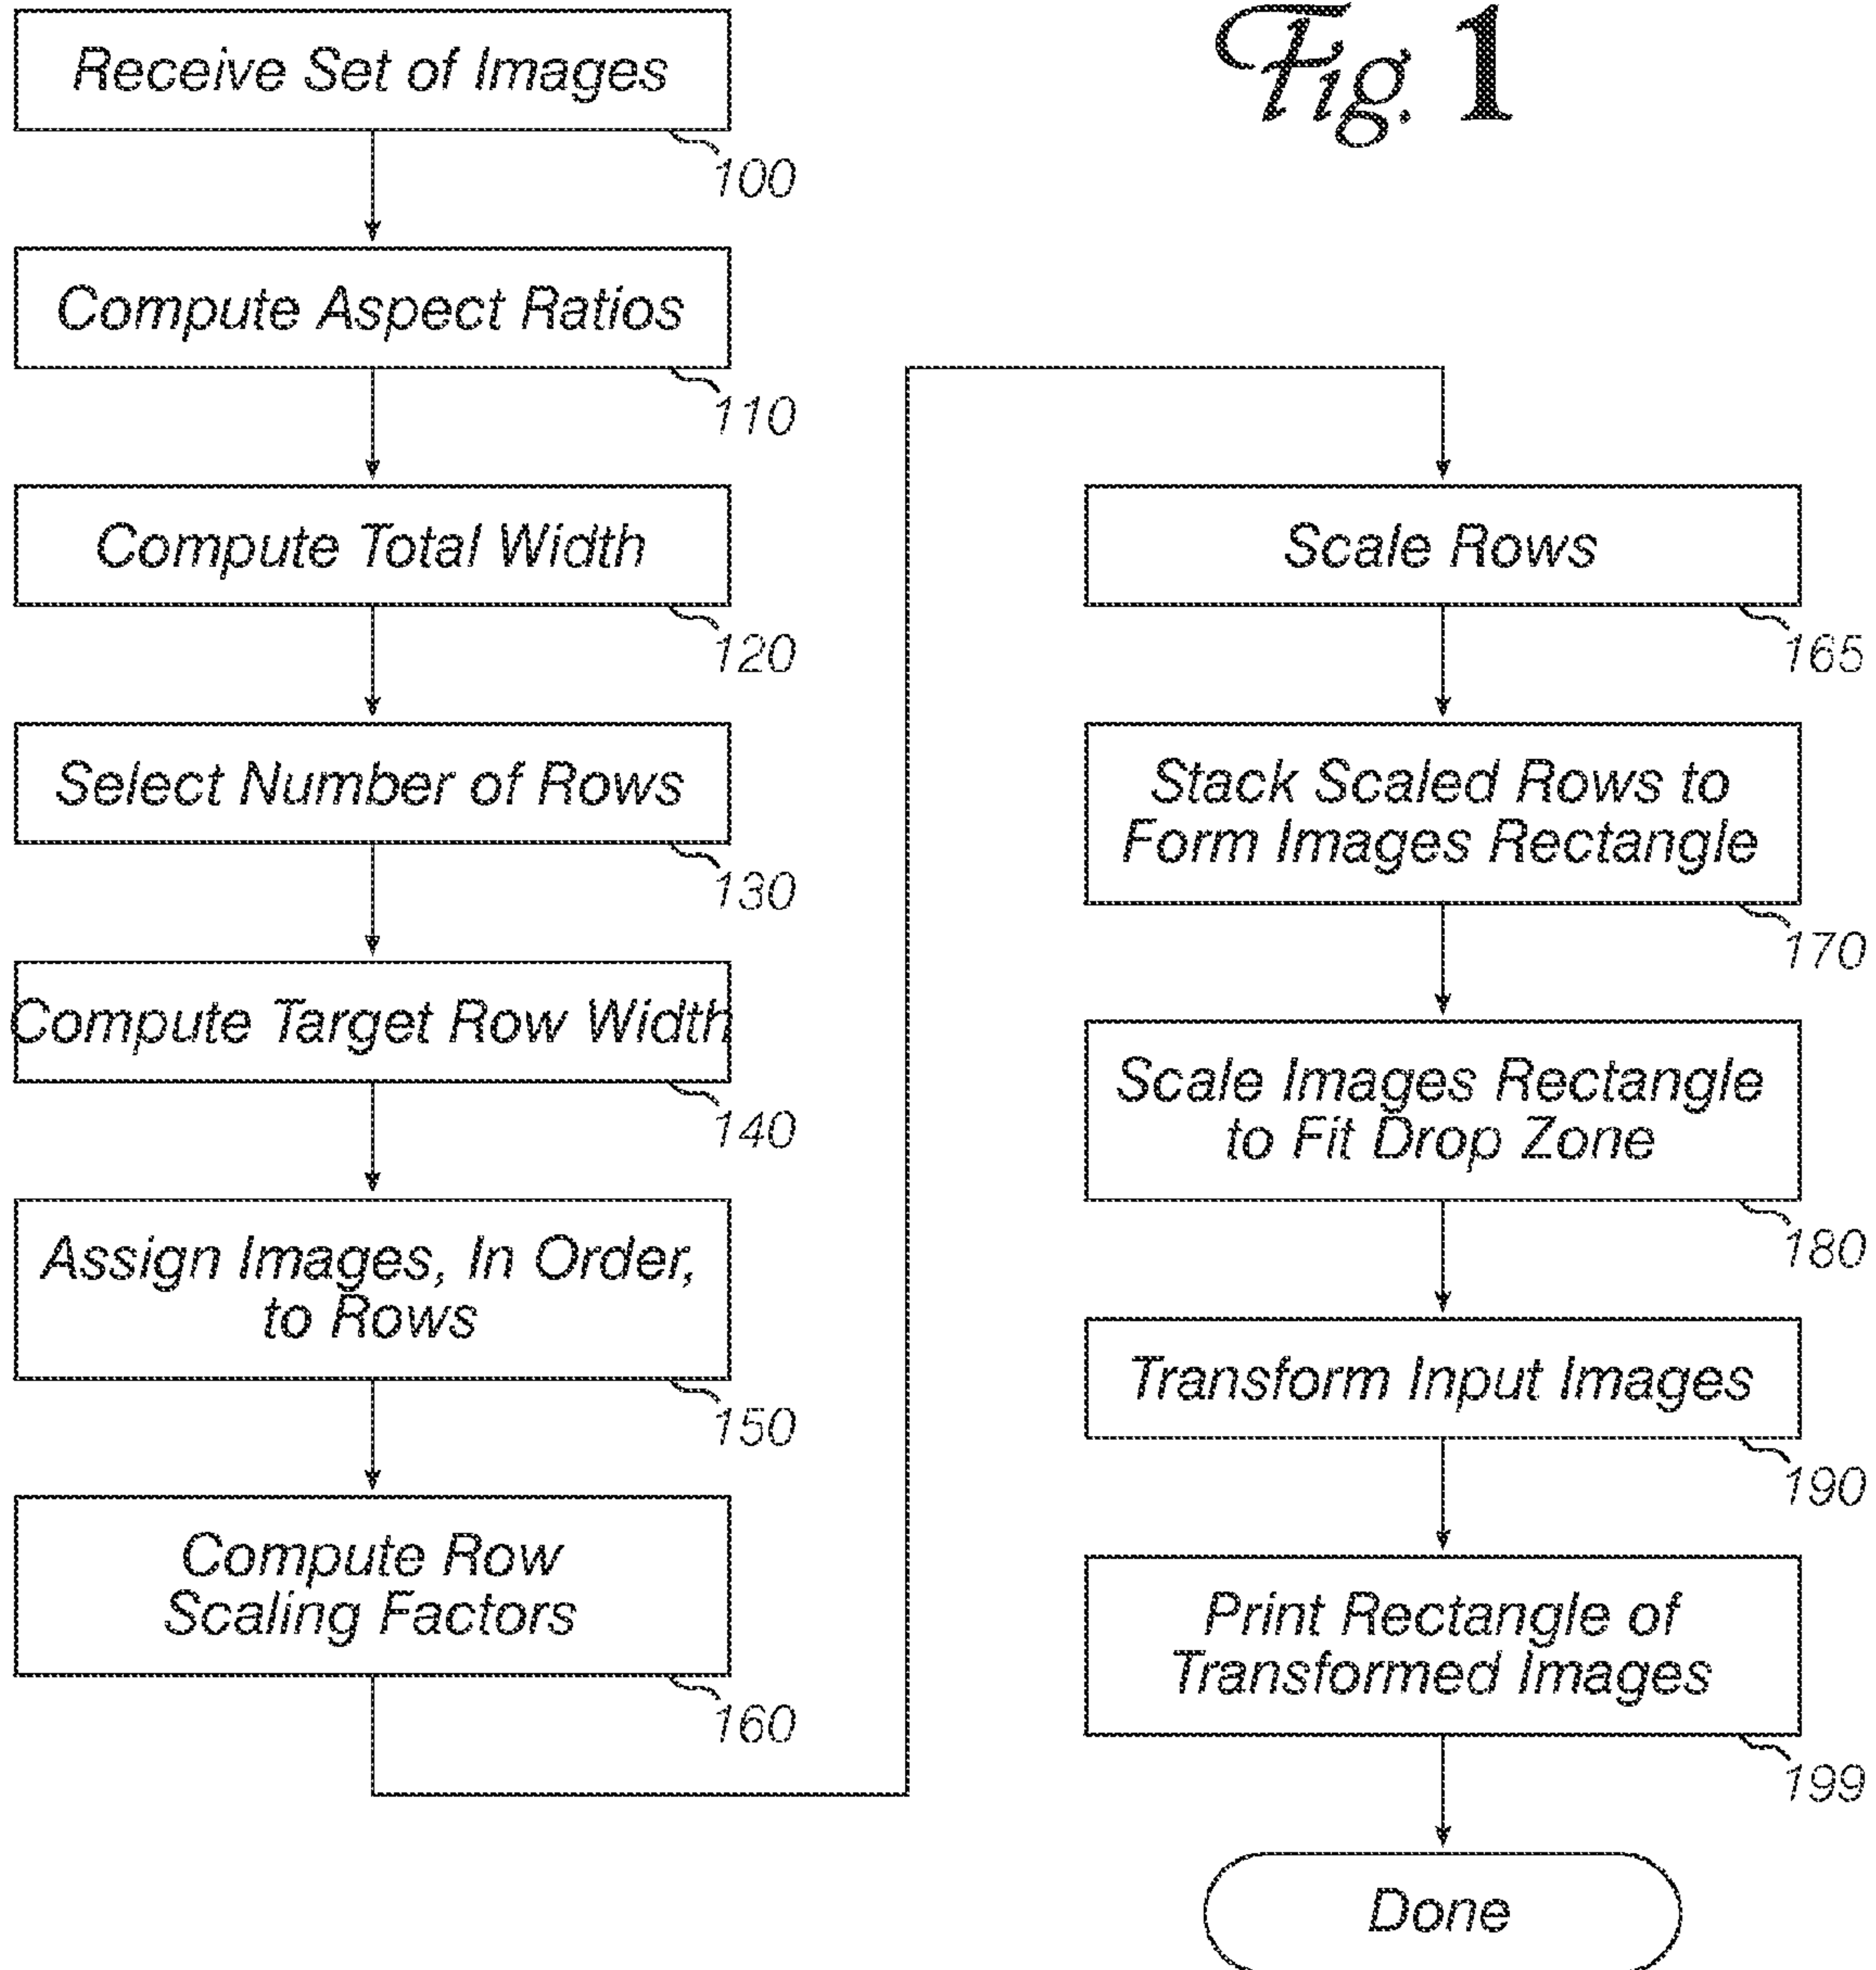 Fig. 1
Receive Set of Images
100
Compute Aspect Ratios
110
Compute Total Width
120
Select Number of Rows
130
Compute Target Row Width
140
Assign Images, In Order,
to Rows
150
Compute Row
Scaling Factors
160
Scale Rows
165
Stack Scaled Rows to
Form Images Rectangle
170
Scale Images Rectangle
to Fit Drop Zone
180
Transform Input Images
190
Print Rectangle of
Transformed Images
199
Done